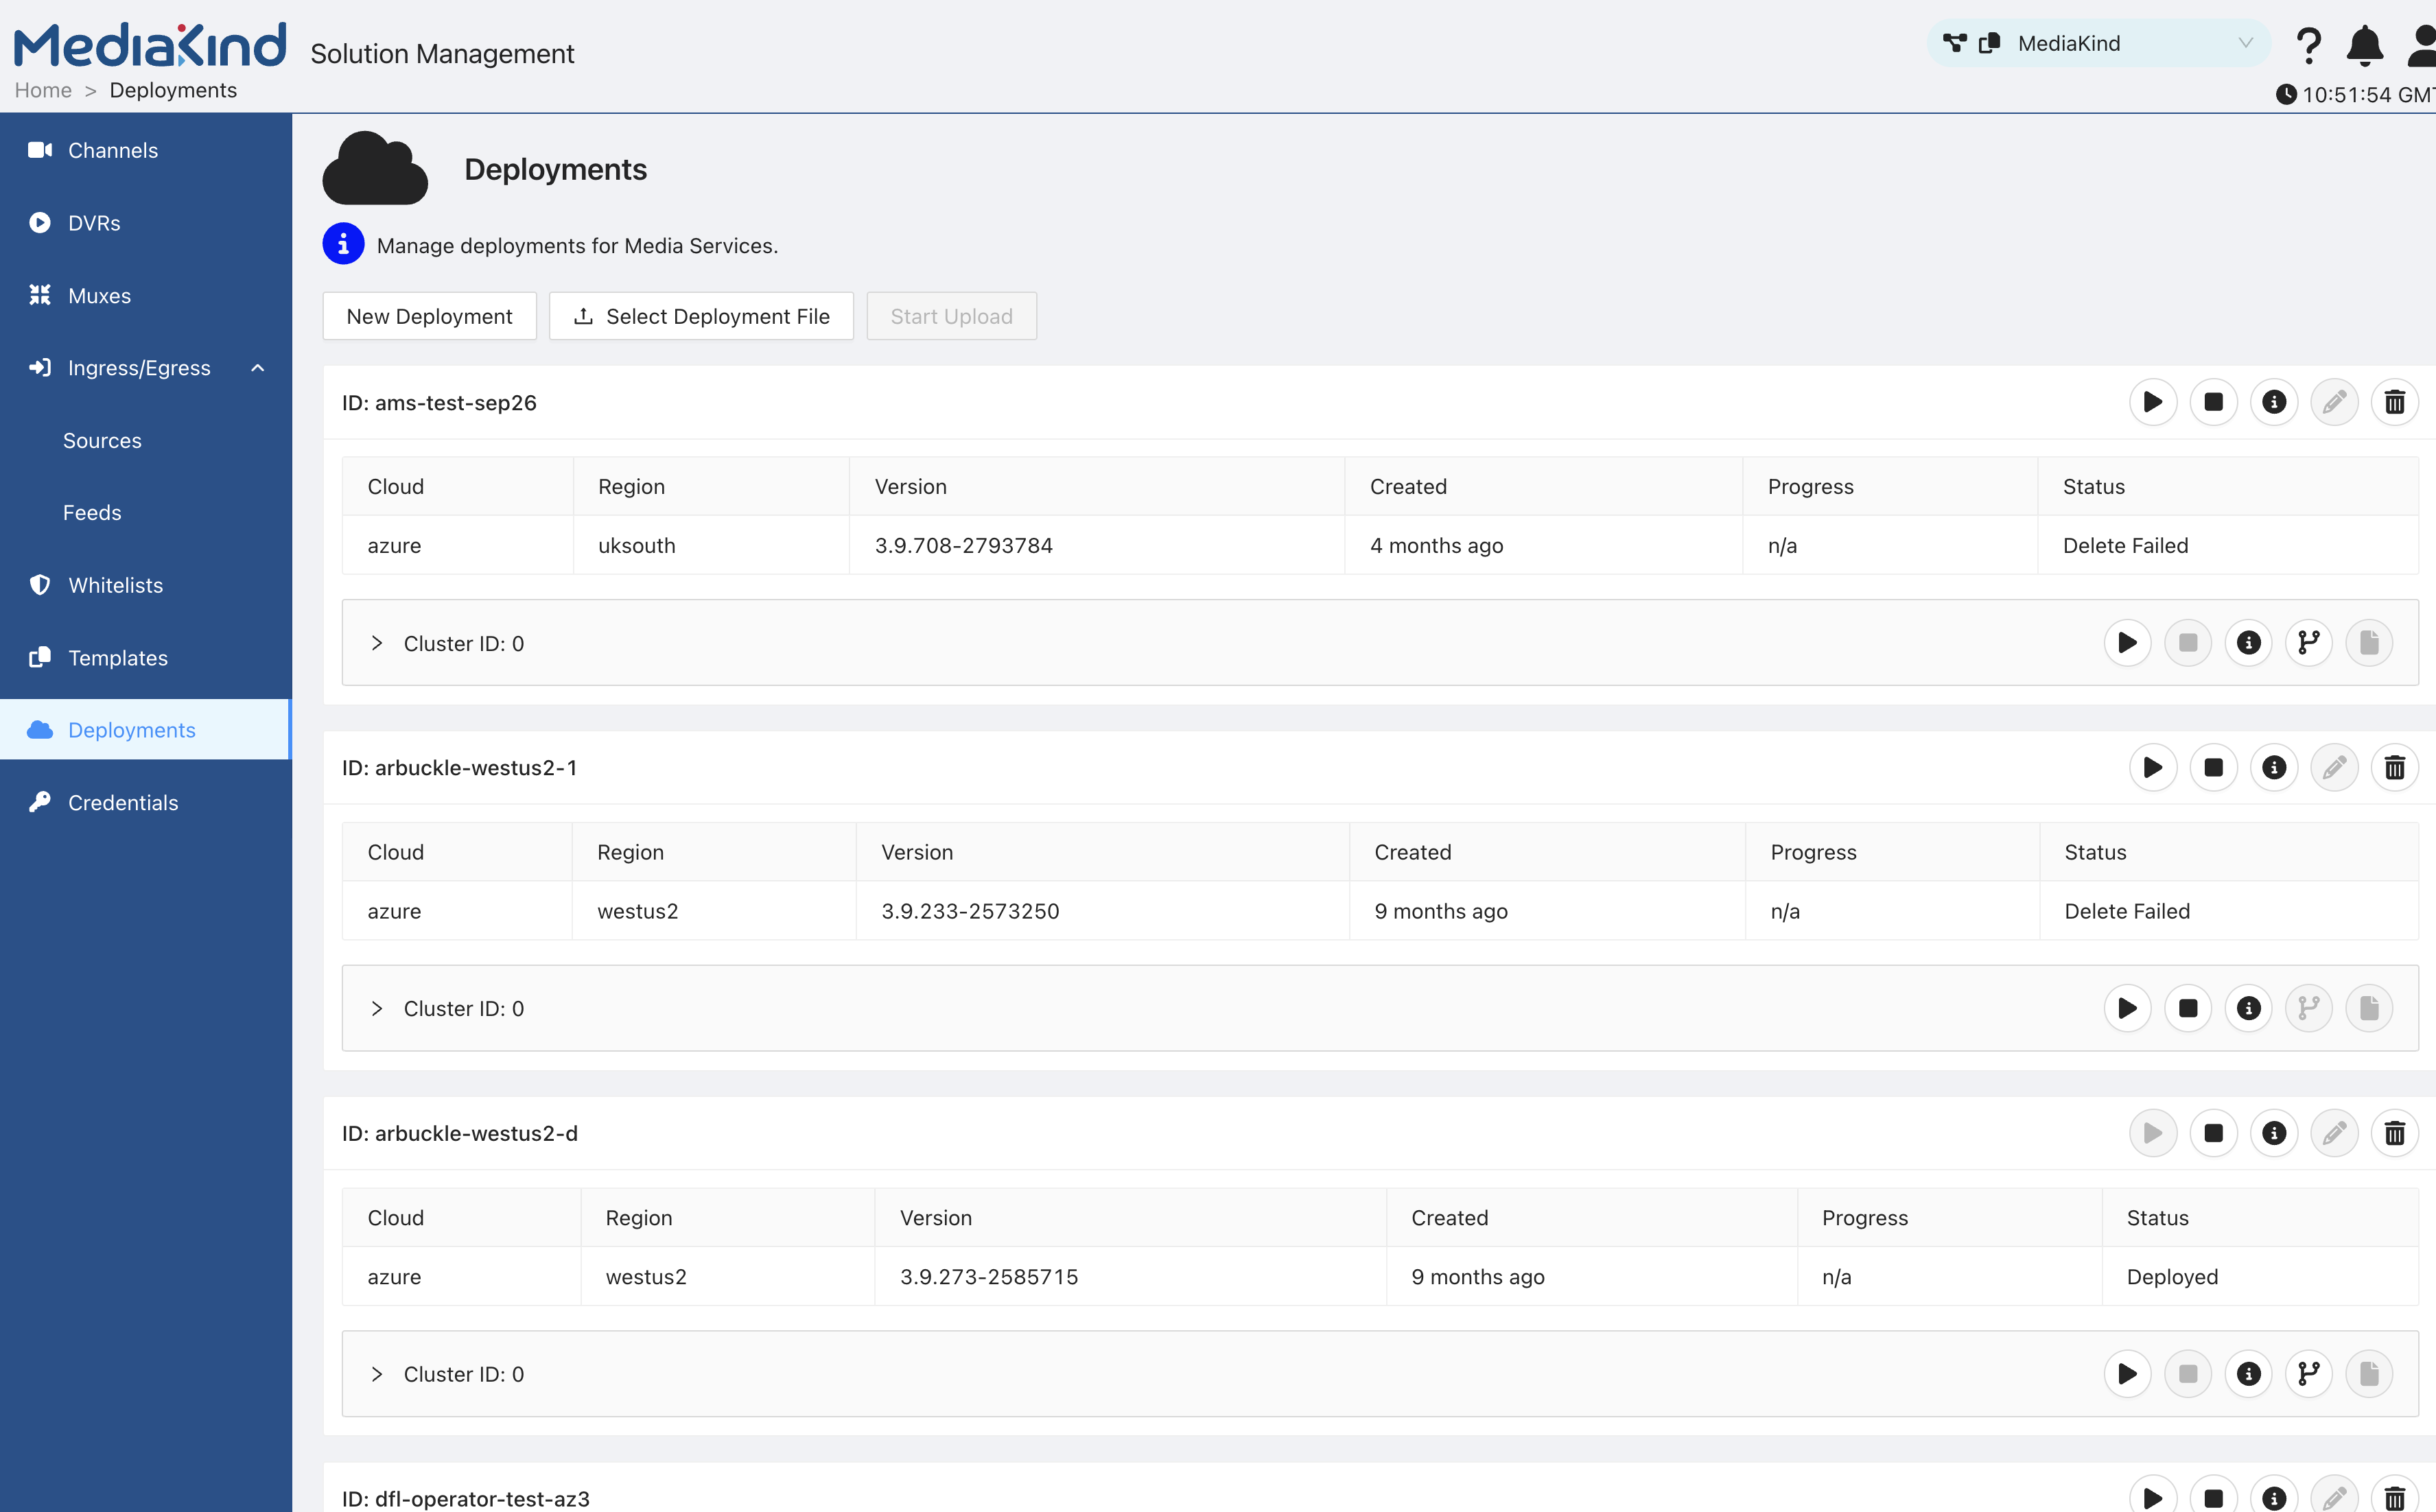 MediaKind Solution Management
MediaKind
Home > Deployments
10:51:54 GMT
Channels
DVRs
Muxes
Ingress/Egress
Sources
Feeds
Whitelists
Templates
Deployments
Credentials
Deployments
Manage deployments for Media Services.
New Deployment Select Deployment File Start Upload
ID: ams-test-sep26
Cloud Region Version Created Progress Status
azure uksouth 3.9.708-2793784 4 months ago n/a Delete Failed
Cluster ID: 0
ID: arbuckle-westus2-1
Cloud Region Version Created Progress Status
azure westus2 3.9.233-2573250 9 months ago n/a Delete Failed
Cluster ID: 0
ID: arbuckle-westus2-d
Cloud Region Version Created Progress Status
azure westus2 3.9.273-2585715 9 months ago n/a Deployed
Cluster ID: 0
ID: dfl-operator-test-az3